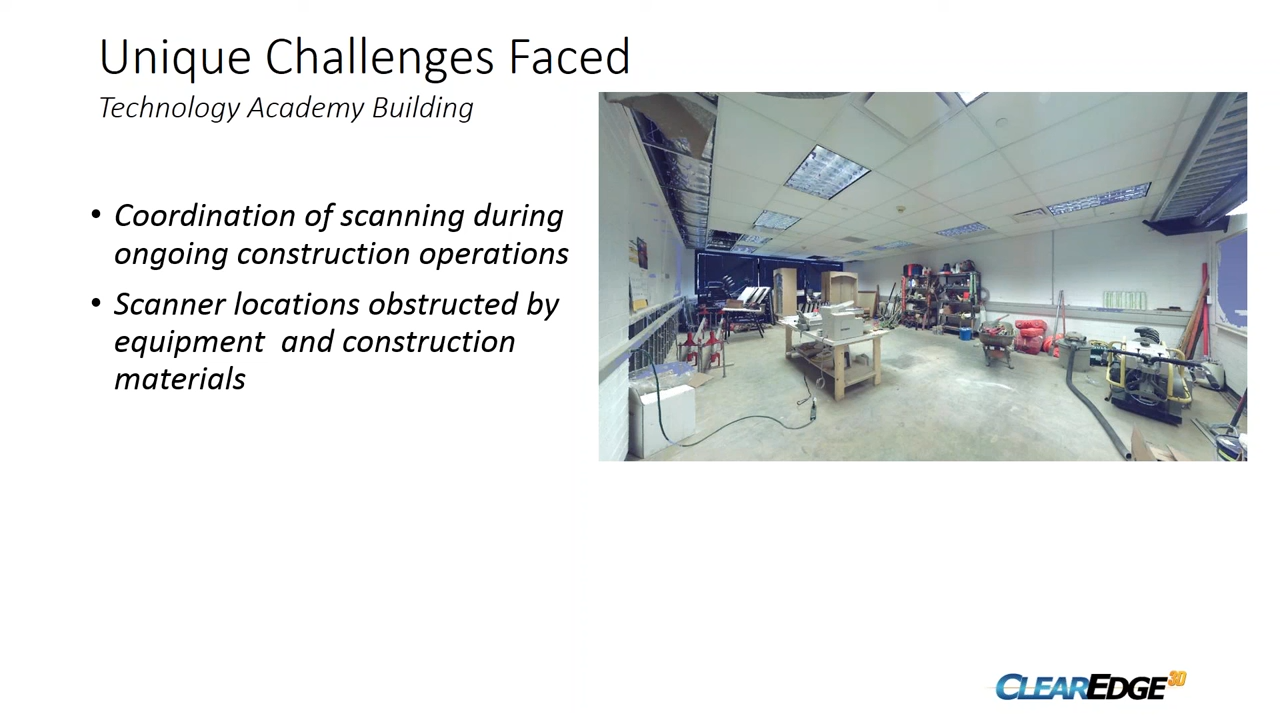 Unique Challenges Faced
Technology Academy Building
• Coordination of scanning during
ongoing construction operations
• Scanner locations obstructed by
equipment  and construction
materials
CLEAREDGE3D